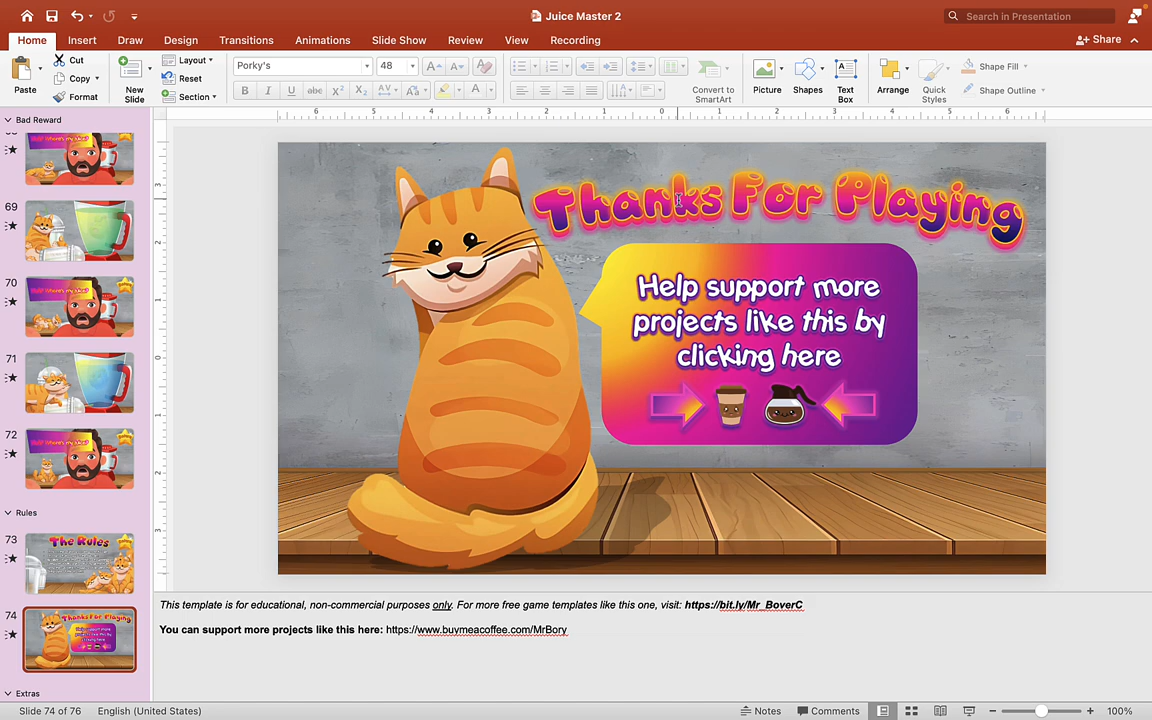 Juice Master 2
Search in Presentation
Home Insert Draw Design Transitions Animations Slide Show Review View Recording
Share
Paste
Cut
Copy
Format
New Slide
Layout
Reset
Section
Porky's 48
Convert to SmartArt
Picture
Shapes
Text Box
Arrange
Quick Styles
Shape Fill
Shape Outline
Bad Reward
69
70
71
72
Rules
73
The Rules
74
Extras
Thanks For Playing
Help support more
projects like this by
clicking here
This template is for educational, non-commercial purposes only. For more free game templates like this one, visit: https://bit.ly/Mr_BoverC
You can support more projects like this here: https://www.buymeacoffee.com/MrBory
Slide 74 of 76 English (United States)
Notes Comments 100%